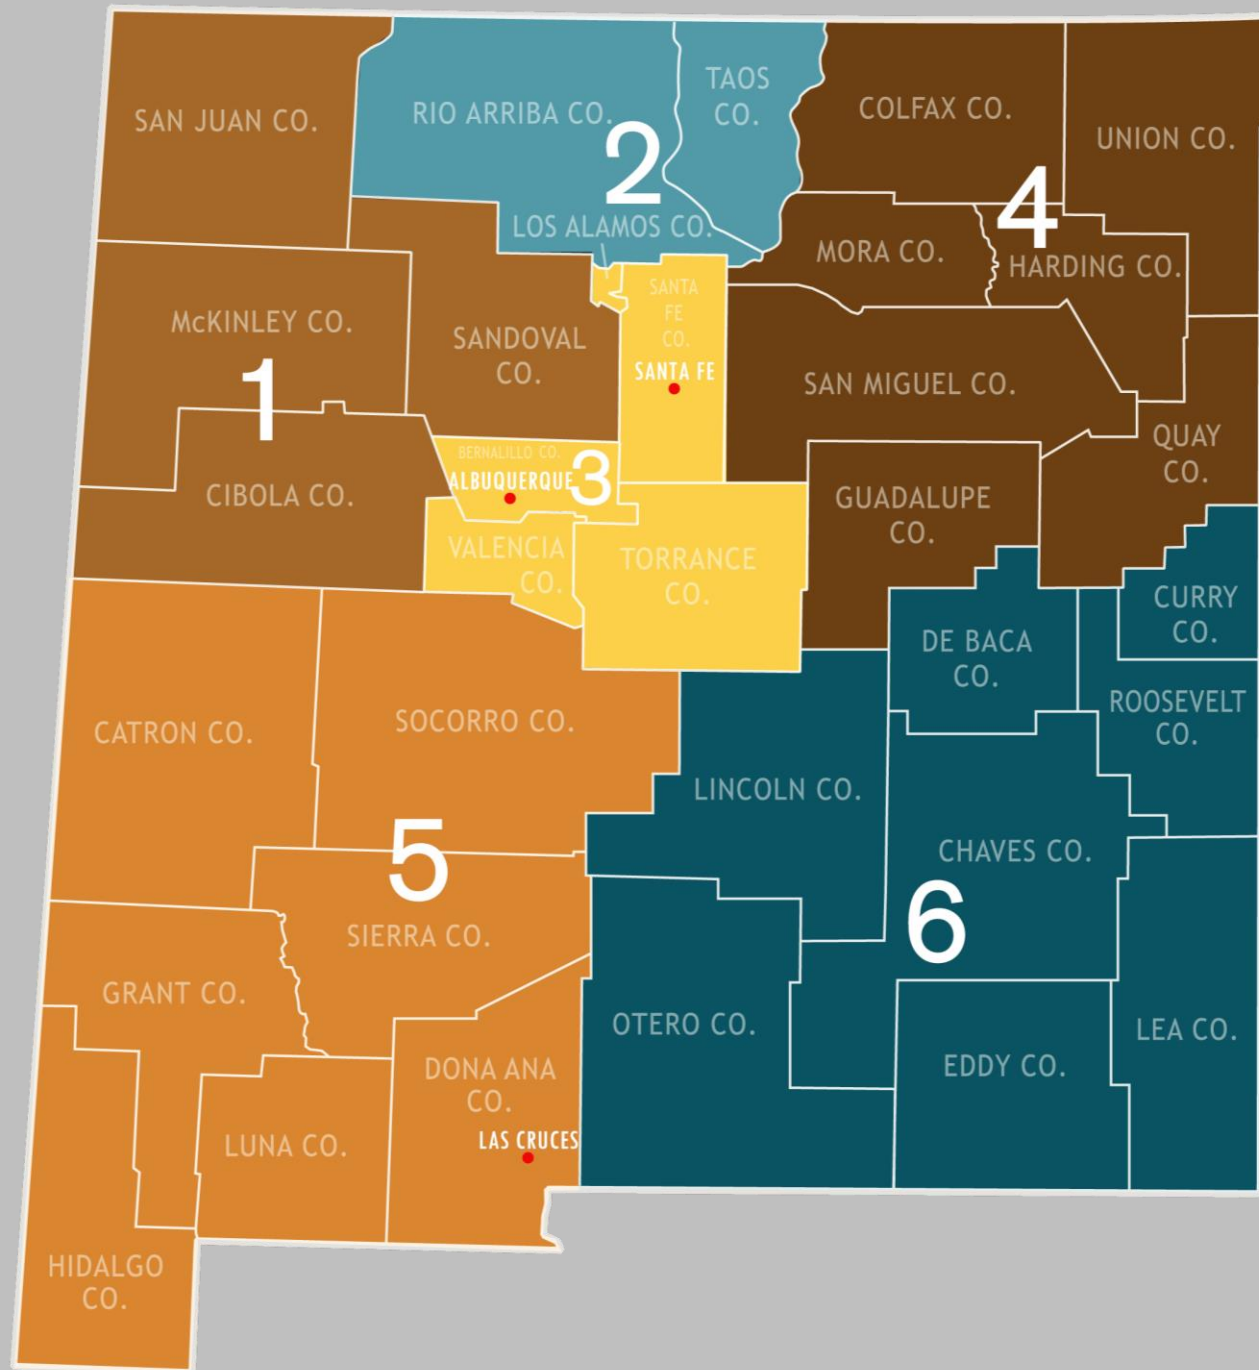 SAN JUAN CO.
RIO ARRIBA CO.
TAOS
CO.
COLFAX CO.
UNION CO.
2
LOS ALAMOS CO.
4
MORA CO.
HARDING CO.
McKINLEY CO.
1
SANDOVAL
CO.
SANTA
FE
CO.
SANTA FE
SAN MIGUEL CO.
QUAY
CO.
CIBOLA CO.
BERNALILLO CO.
ALBUQUERQUE
3
GUADALUPE
CO.
VALENCIA
CO.
TORRANCE
CO.
CURRY
CO.
DE BACA
CO.
ROOSEVELT
CO.
CATRON CO.
SOCORRO CO.
LINCOLN CO.
5
CHAVES CO.
6
SIERRA CO.
GRANT CO.
OTERO CO.
LEA CO.
DONA ANA
CO.
EDDY CO.
LAS CRUCES
LUNA CO.
HIDALGO
CO.